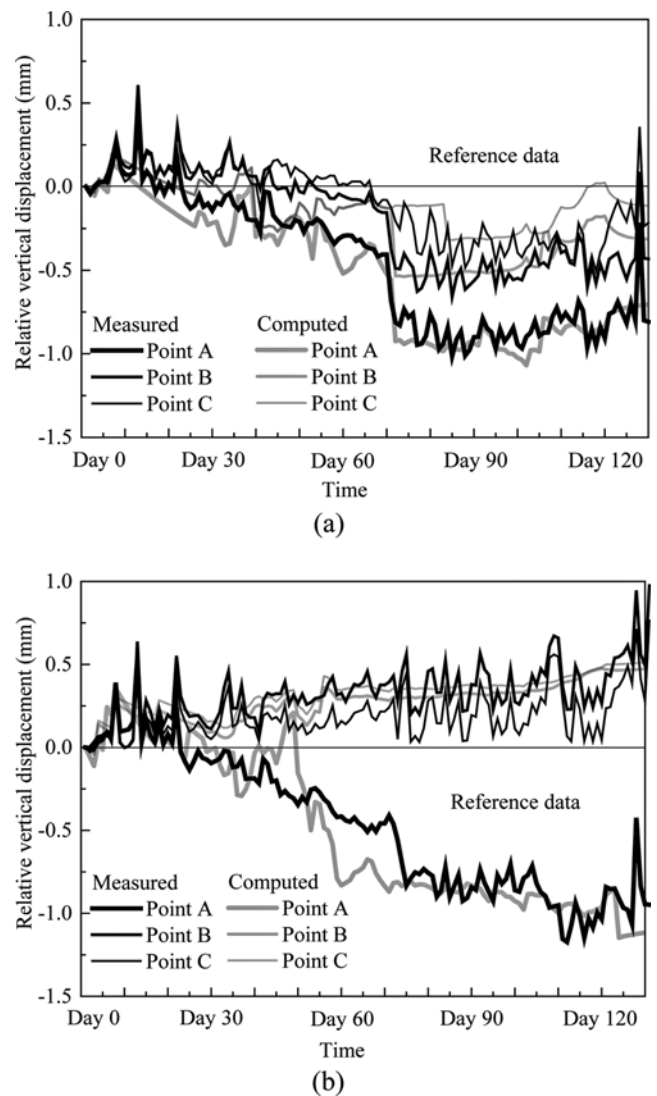 Relative vertical displacement (mm)
1.0
0.5
0.0
-0.5
-1.0
-1.5
Reference data
Measured Computed
Point A Point A
Point B Point B
Point C Point C
Day 0 Day 30 Day 60 Day 90 Day 120
Time
(a)
Relative vertical displacement (mm)
1.0
0.5
0.0
-0.5
-1.0
-1.5
Reference data
Measured Computed
Point A Point A
Point B Point B
Point C Point C
Day 0 Day 30 Day 60 Day 90 Day 120
Time
(b)